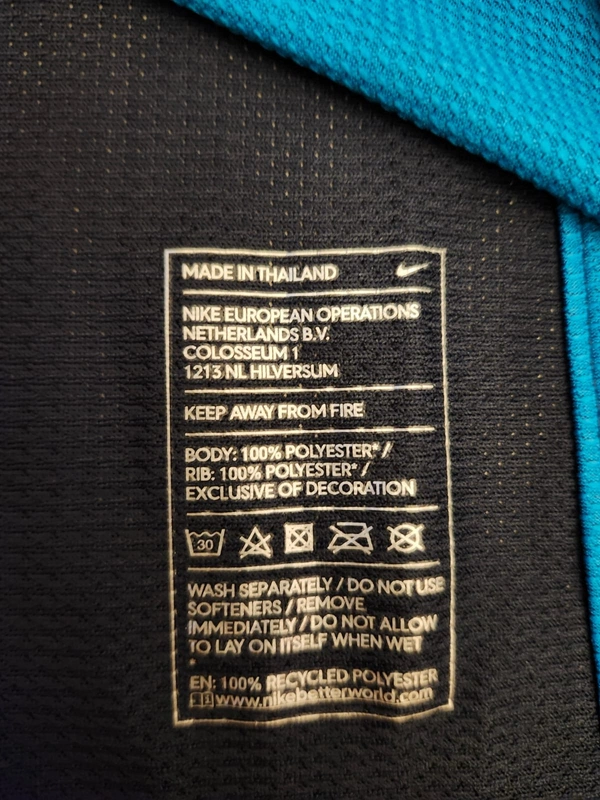 MADE IN THAILAND
NIKE EUROPEAN OPERATIONS
NETHERLANDS B.V.
COLOSSEUM 1
1213 NL HILVERSUM
KEEP AWAY FROM FIRE
BODY: 100% POLYESTER* /
RIB: 100% POLYESTER* /
EXCLUSIVE OF DECORATION
30
WASH SEPARATELY / DO NOT USE
SOFTENERS / REMOVE
IMMEDIATELY / DO NOT ALLOW
TO LAY ON ITSELF WHEN WET
*
EN: 100% RECYCLED POLYESTER
www.nikebetterworld.com